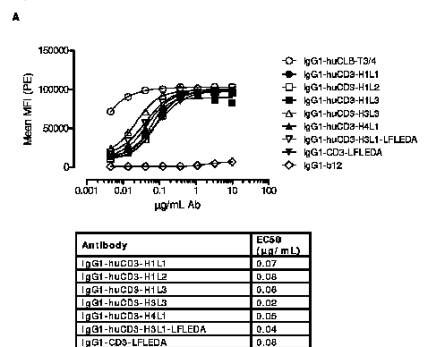 A
150000
100000
50000
0
Mean MFI (PE)
0.001 0.01 0.1 1 10 100
µg/mL Ab
IgG1-huCLB-T3/4
IgG1-huCD3-H1L1
IgG1-huCD3-H1L2
IgG1-huCD3-H1L3
IgG1-huCD3-H3L3
IgG1-huCD3-H4L1
IgG1-huCD3-H3L1-LFLEDA
IgG1-CD3-LFLEDA
IgG1-b12
Antibody EC50 (µg/ mL)
IgG1-huCD3-H1L1 0.07
IgG1-huCD3-H1L2 0.08
IgG1-huCD3-H1L3 0.06
IgG1-huCD3-H3L3 0.02
IgG1-huCD3-H4L1 0.05
IgG1-huCD3-H3L1-LFLEDA 0.04
IgG1-CD3-LFLEDA 0.08